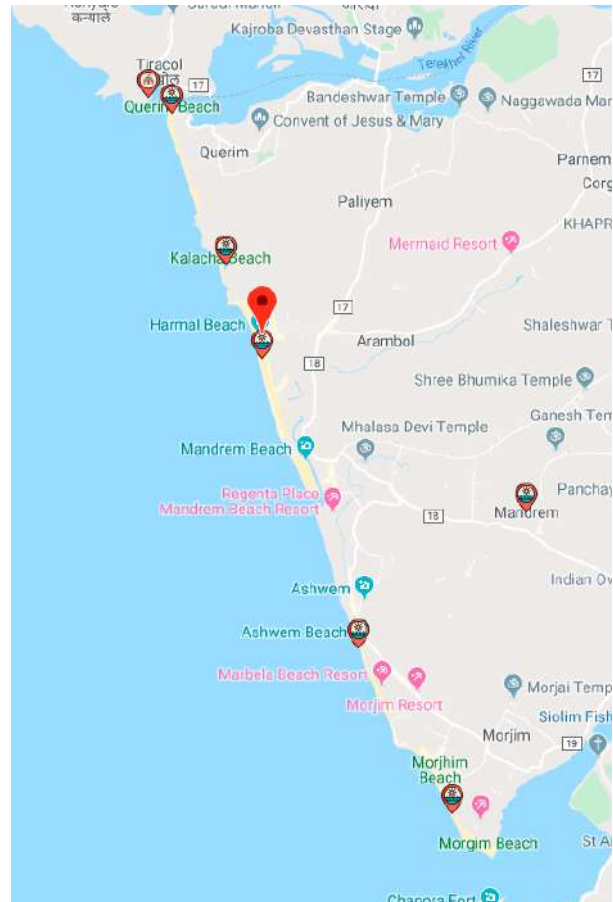 कन्याले
Kajroba Devasthan Stage
Tiracol
17
17
Querim Beach
Bandeshwar Temple
Naggawada Mar
Convent of Jesus & Mary
Querim
Parnem
Corg
Paliyem
KHAPR
Mermaid Resort
Kalacha Beach
17
Harmal Beach
Shaleshwar T
Arambol
18
Shree Bhumika Temple
Ganesh Tem
Mhalasa Devi Temple
Mandrem Beach
Regenta Place
Mandrem Beach Resort
Panchay
Mandrem
18
Indian Ov
Ashwem
Ashwem Beach
Marbela Beach Resort
Morjim Resort
Morjai Temp
Siolim Fish
Morjim
19
Morjhim
Beach
Morgim Beach
St A
Chapora Fort